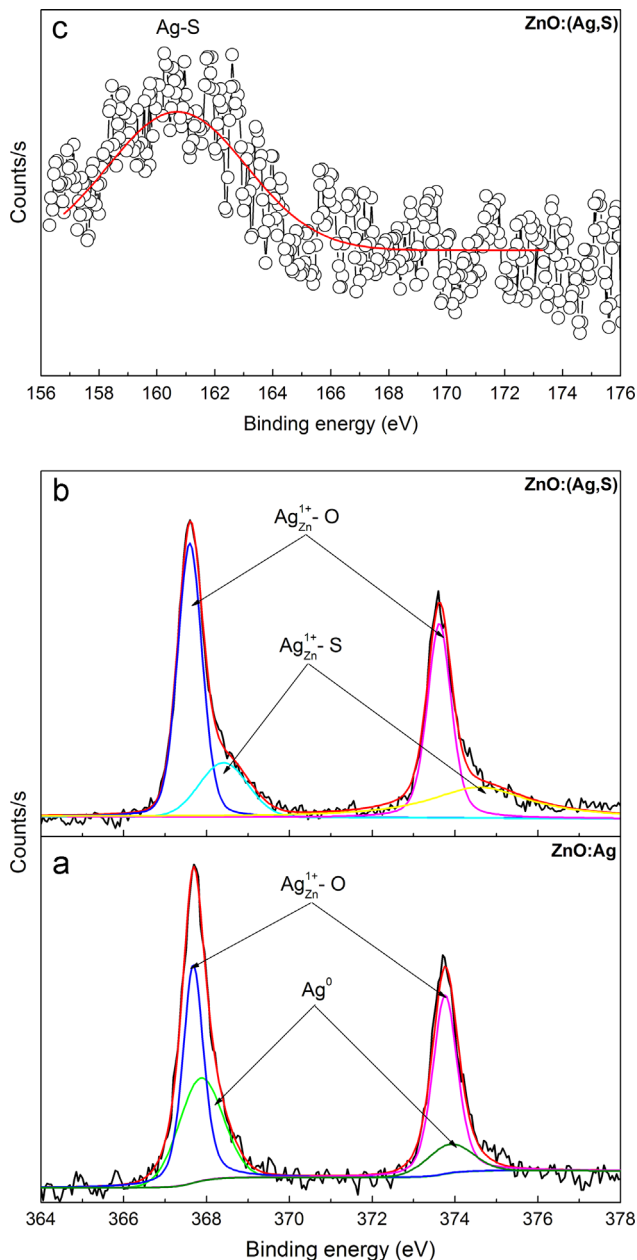 c
Ag-S
ZnO:(Ag,S)
Counts/s
156 158 160 162 164 166 168 170 172 174 176
Binding energy (eV)
b
ZnO:(Ag,S)
Ag¹⁺Zn - O
Ag¹⁺Zn - S
Counts/s
a
ZnO:Ag
Ag¹⁺Zn - O
Ag⁰
364 366 368 370 372 374 376 378
Binding energy (eV)